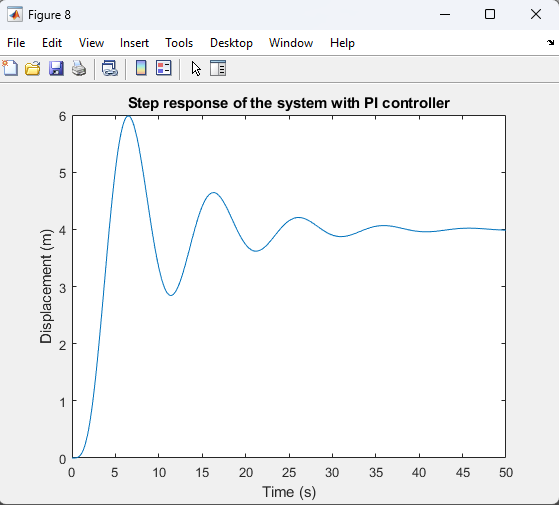 Figure 8
File Edit View Insert Tools Desktop Window Help
Step response of the system with PI controller
6
5
4
3
2
1
0
Displacement (m)
0 5 10 15 20 25 30 35 40 45 50
Time (s)